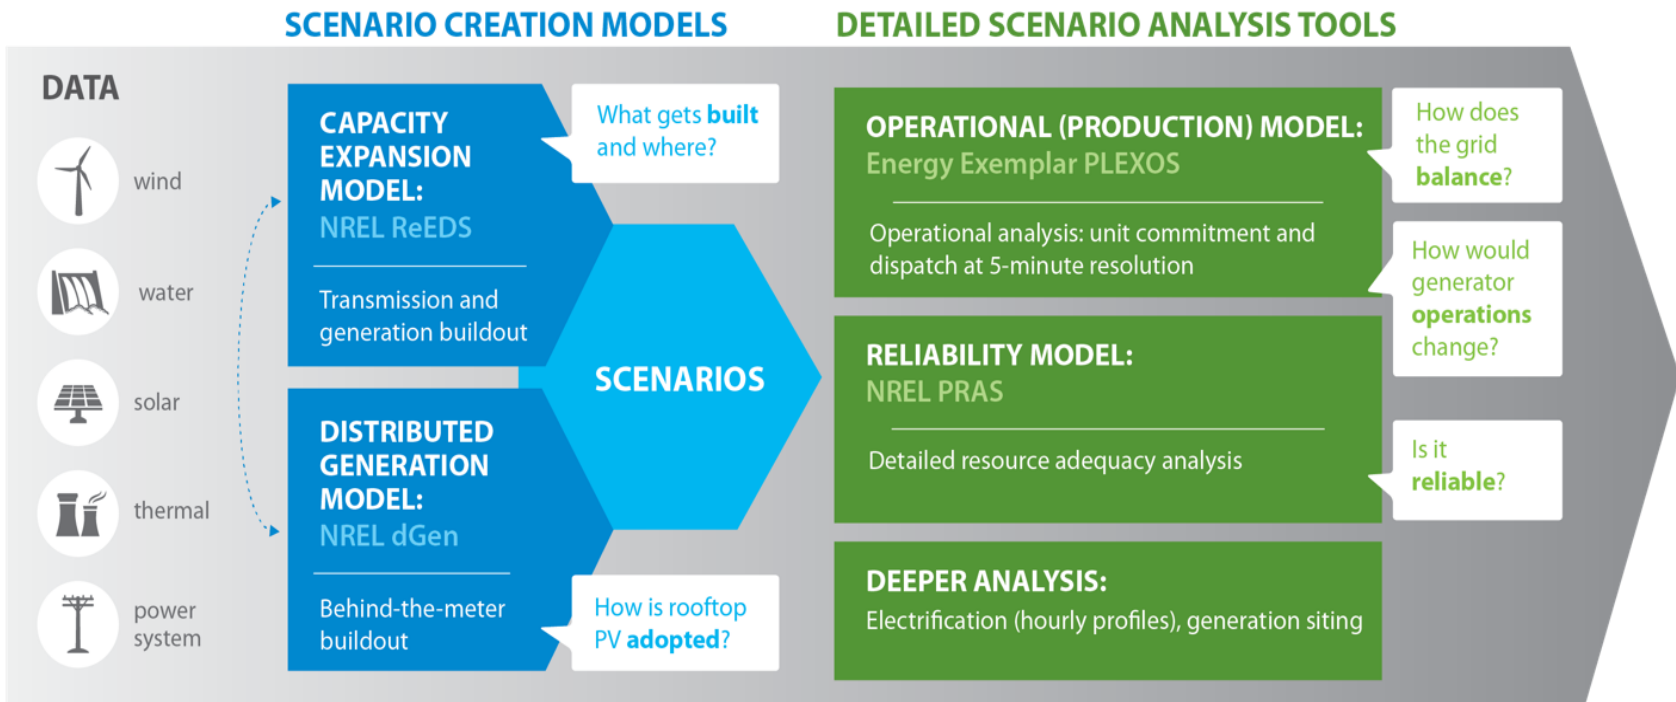 SCENARIO CREATION MODELS
DETAILED SCENARIO ANALYSIS TOOLS
DATA
wind
water
solar
thermal
power
system
CAPACITY
EXPANSION
MODEL:
NREL ReEDS
Transmission and
generation buildout
What gets built
and where?
DISTRIBUTED
GENERATION
MODEL:
NREL dGen
Behind-the-meter
buildout
How is rooftop
PV adopted?
SCENARIOS
OPERATIONAL (PRODUCTION) MODEL:
Energy Exemplar PLEXOS
Operational analysis: unit commitment and
dispatch at 5-minute resolution
How does
the grid
balance?
How would
generator
operations
change?
RELIABILITY MODEL:
NREL PRAS
Detailed resource adequacy analysis
Is it
reliable?
DEEPER ANALYSIS:
Electrification (hourly profiles), generation siting